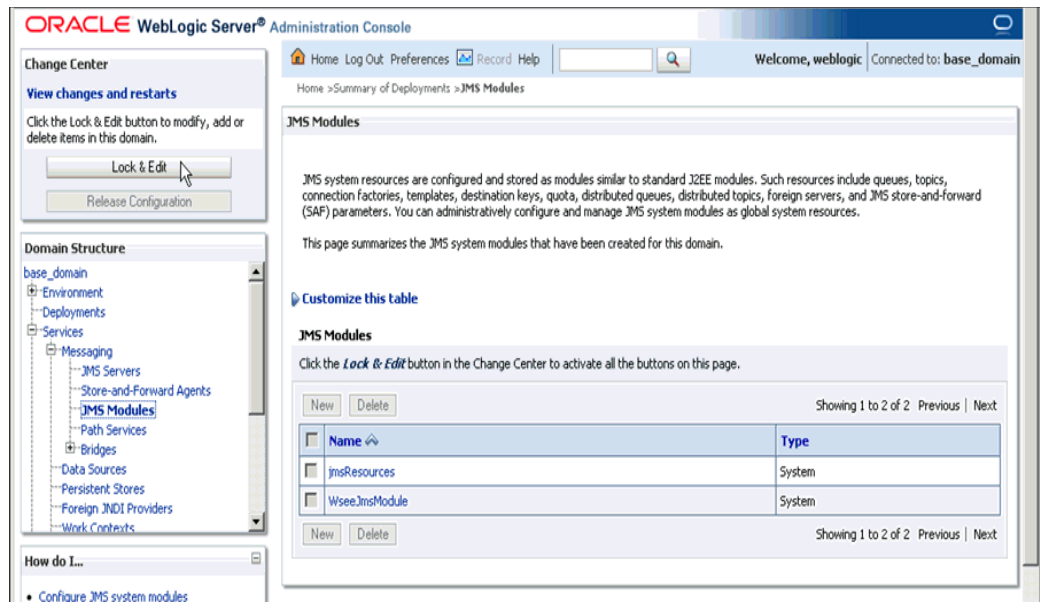 ORACLE WebLogic Server® Administration Console
Change Center
View changes and restarts
Click the Lock & Edit button to modify, add or
delete items in this domain.
Lock & Edit
Release Configuration
Domain Structure
base_domain
Environment
Deployments
Services
Messaging
JMS Servers
Store-and-Forward Agents
JMS Modules
Path Services
Bridges
Data Sources
Persistent Stores
Foreign JNDI Providers
Work Contexts
How do I...
• Configure JMS system modules
Home Log Out Preferences Record Help
Welcome, weblogic Connected to: base_domain
Home >Summary of Deployments >JMS Modules
JMS Modules
JMS system resources are configured and stored as modules similar to standard J2EE modules. Such resources include queues, topics,
connection factories, templates, destination keys, quota, distributed queues, distributed topics, foreign servers, and JMS store-and-forward
(SAF) parameters. You can administratively configure and manage JMS system modules as global system resources.
This page summarizes the JMS system modules that have been created for this domain.
Customize this table
JMS Modules
Click the Lock & Edit button in the Change Center to activate all the buttons on this page.
New Delete Showing 1 to 2 of 2 Previous | Next
Name Type
jmsResources System
WseeJmsModule System
New Delete Showing 1 to 2 of 2 Previous | Next